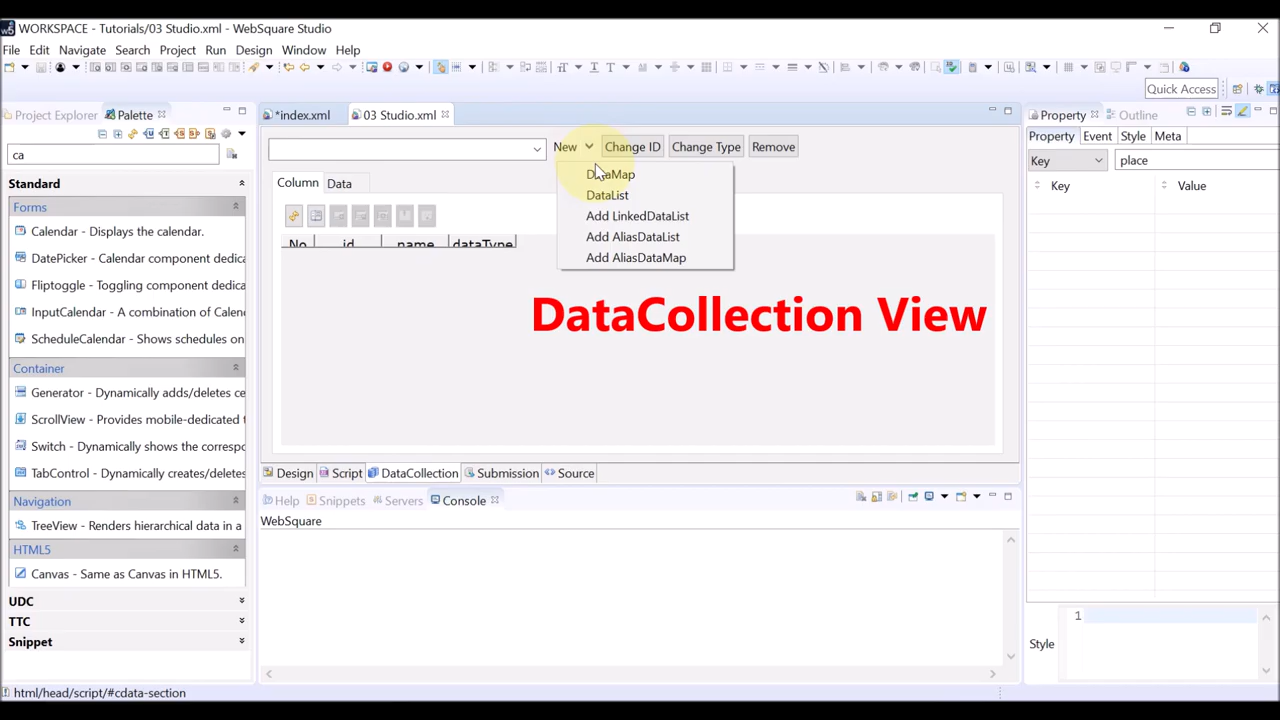 WORKSPACE - Tutorials/03 Studio.xml - WebSquare Studio
File Edit Navigate Search Project Run Design Window Help
Quick Access
Project Explorer Palette
*index.xml 03 Studio.xml
Property Outline
ca
New Change ID Change Type Remove
Property Event Style Meta
Key place
Key Value
Column Data
DataMap
DataList
Add LinkedDataList
Add AliasDataList
Add AliasDataMap
No id name dataType
DataCollection View
Standard
Forms
Calendar - Displays the calendar.
DatePicker - Calendar component
Fliptoggle - Toggling component
InputCalendar - A combination of Calen
ScheduleCalendar - Shows schedules on
Container
Generator - Dynamically adds/deletes ce
ScrollView - Provides mobile-dedicated t
Switch - Dynamically shows the correspo
TabControl - Dynamically creates/deletes
Navigation
TreeView - Renders hierarchical data in a
HTML5
Canvas - Same as Canvas in HTML5.
UDC
TTC
Snippet
Design Script DataCollection Submission Source
Help Snippets Servers Console
WebSquare
1
Style
html/head/script/#cdata-section